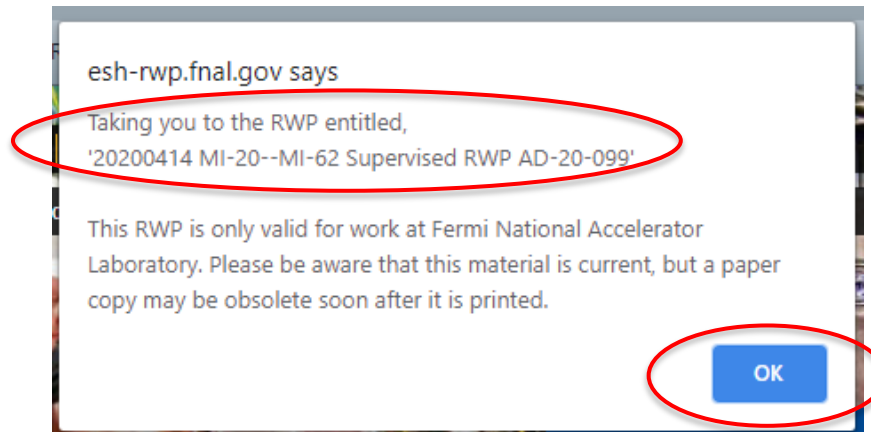 esh-rwp.fnal.gov says
Taking you to the RWP entitled,
'20200414 MI-20--MI-62 Supervised RWP AD-20-099'
This RWP is only valid for work at Fermi National Accelerator
Laboratory. Please be aware that this material is current, but a paper
copy may be obsolete soon after it is printed.
OK